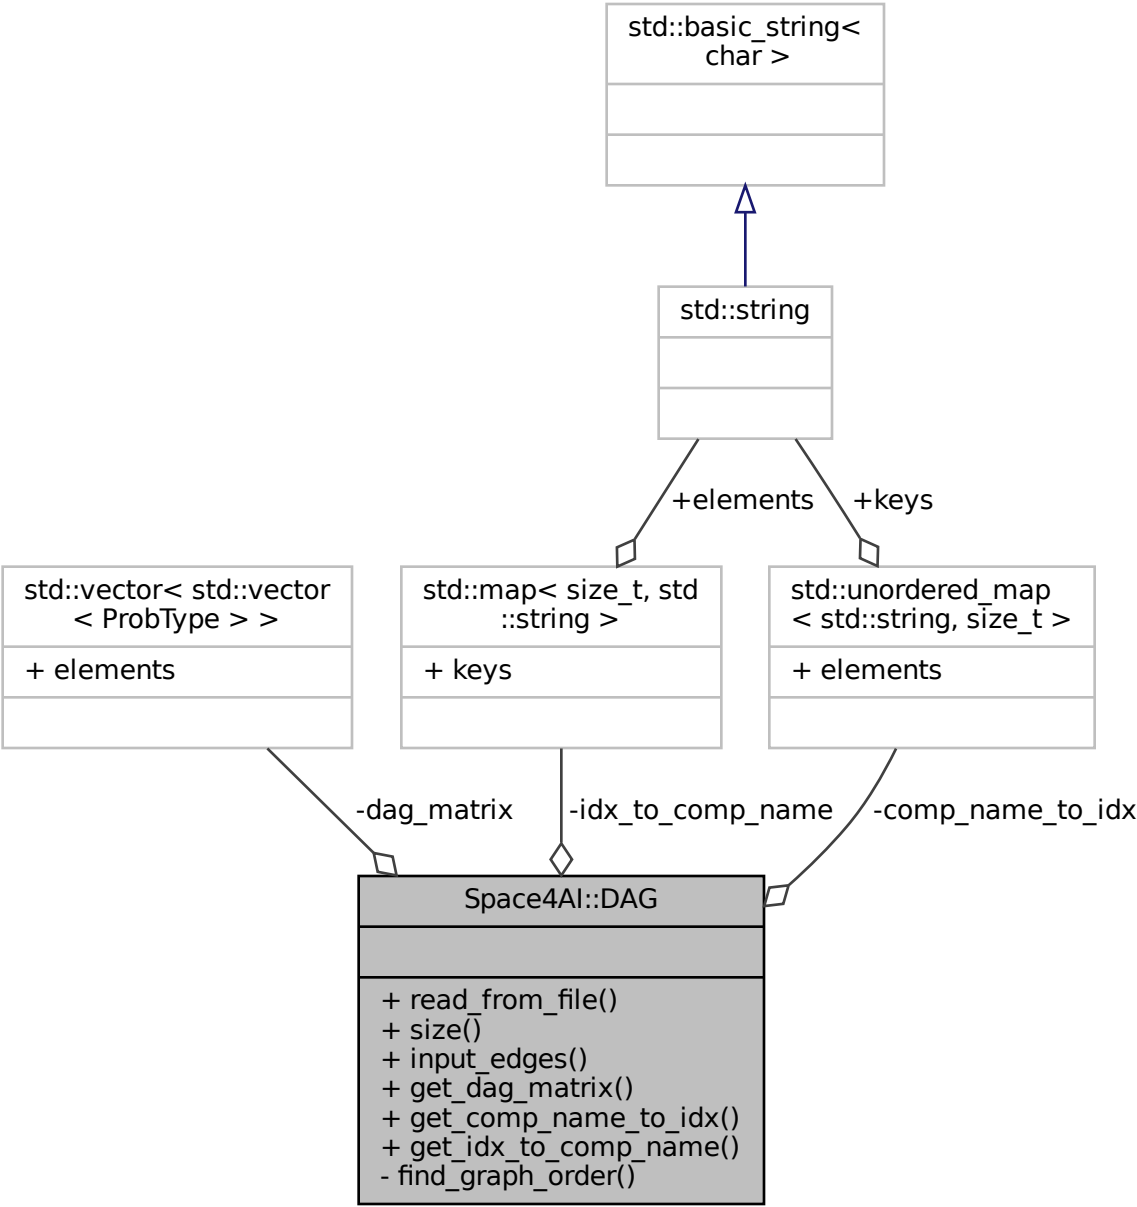 std::basic_string<
char >
std::string
+elements
+keys
std::vector< std::vector
< ProbType > >
+ elements
std::map< size_t, std
::string >
+ keys
std::unordered_map
< std::string, size_t >
+ elements
-dag_matrix
-idx_to_comp_name
-comp_name_to_idx
Space4AI::DAG
+ read_from_file()
+ size()
+ input_edges()
+ get_dag_matrix()
+ get_comp_name_to_idx()
+ get_idx_to_comp_name()
- find_graph_order()